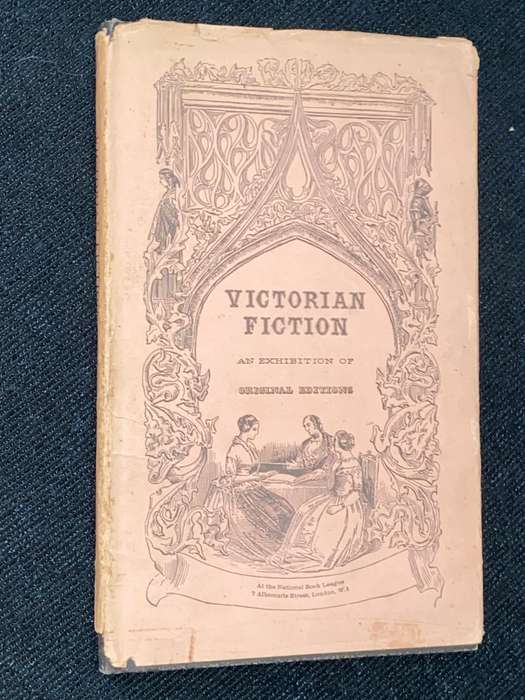 VICTORIAN
FICTION
AN EXHIBITION OF
ORIGINAL EDITIONS
At the National Book League
7 Albemarle Street, London, W.1